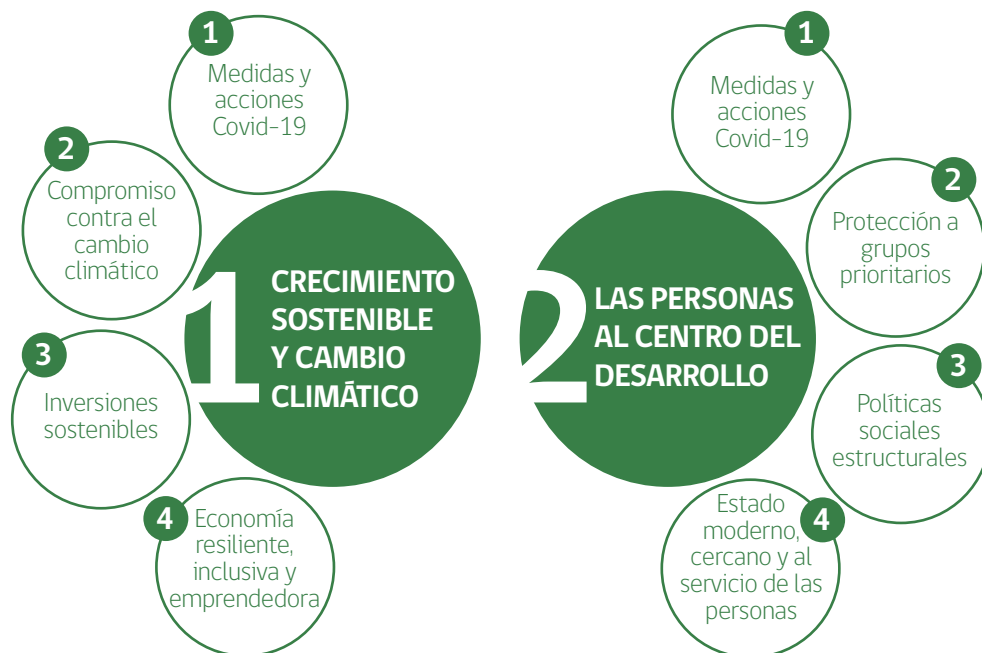 1
CRECIMIENTO
SOSTENIBLE
Y CAMBIO
CLIMÁTICO
1
Medidas y
acciones
Covid-19
2
Compromiso
contra el
cambio
climático
3
Inversiones
sostenibles
4
Economía
resiliente,
inclusiva y
emprendedora
2
LAS PERSONAS
AL CENTRO DEL
DESARROLLO
1
Medidas y
acciones
Covid-19
2
Protección a
grupos
prioritarios
3
Políticas
sociales
estructurales
4
Estado
moderno,
cercano y al
servicio de las
personas